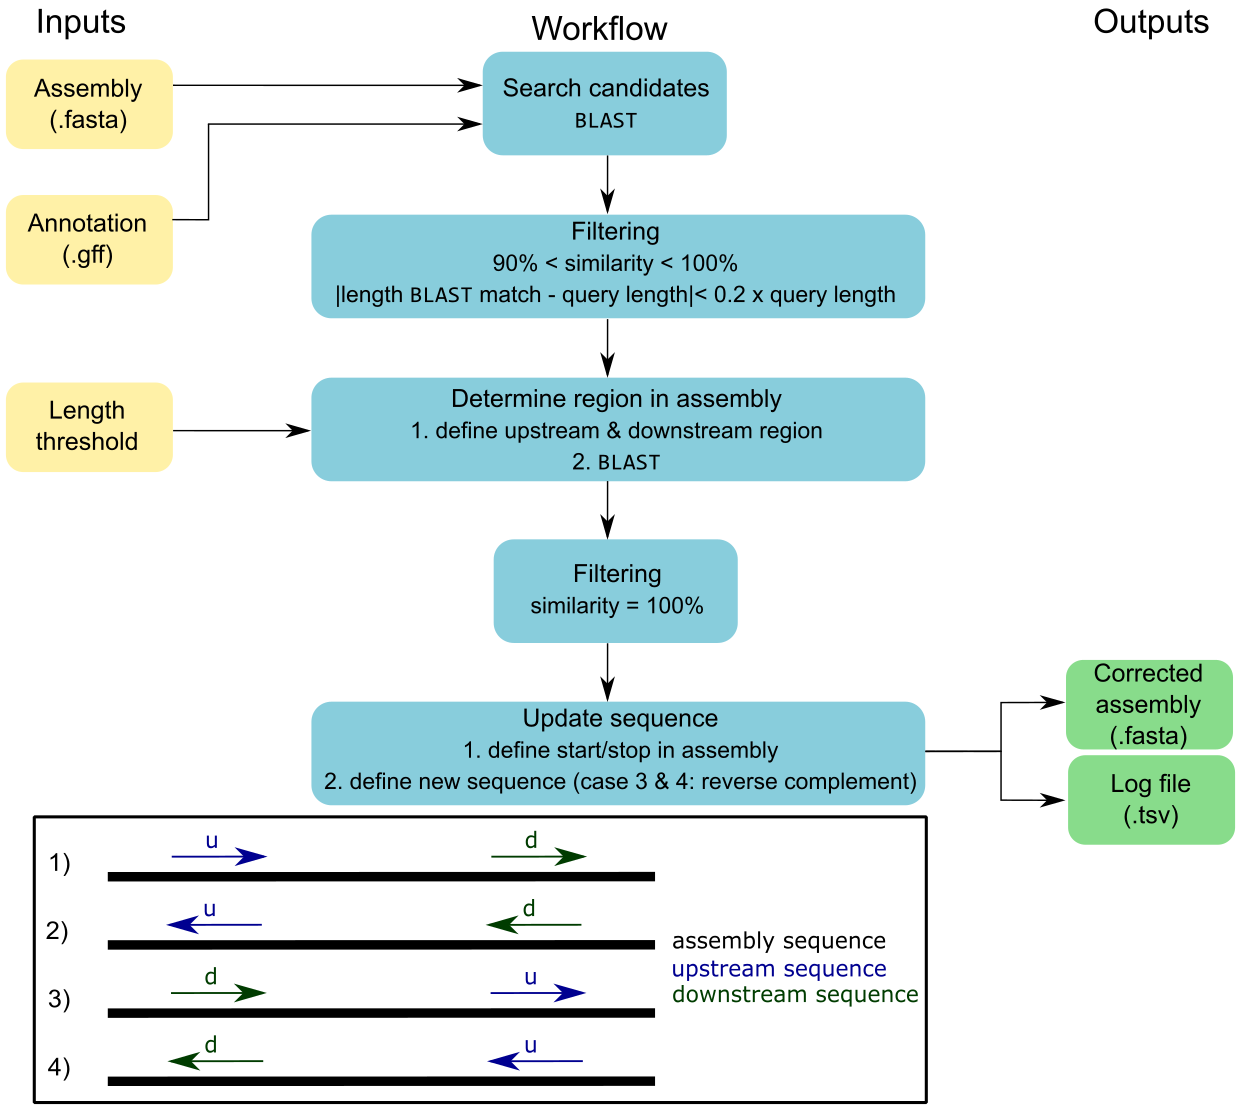 Inputs
Workflow
Outputs
Assembly
(.fasta)
Search candidates
BLAST
Annotation
(.gff)
Filtering
90% < similarity < 100%
|length BLAST match - query length|< 0.2 x query length
Length
threshold
Determine region in assembly
1. define upstream & downstream region
2. BLAST
Filtering
similarity = 100%
Update sequence
1. define start/stop in assembly
2. define new sequence (case 3 & 4: reverse complement)
Corrected
assembly
(.fasta)
Log file
(.tsv)
1)
u
d
2)
u
d
3)
d
u
4)
d
u
assembly sequence
upstream sequence
downstream sequence